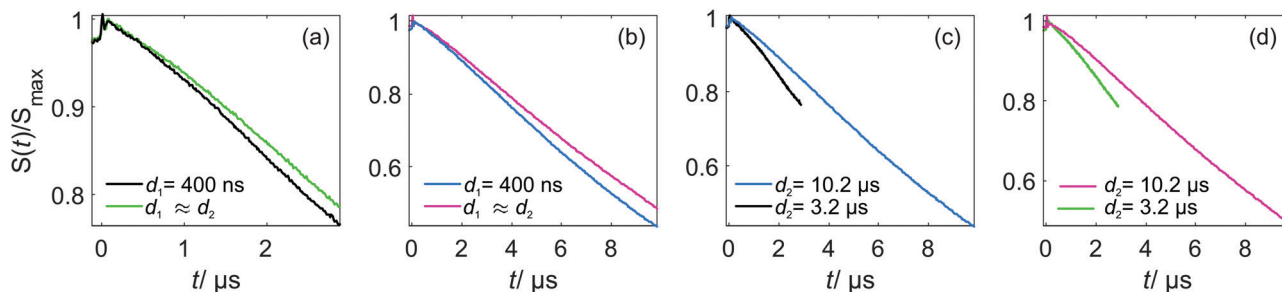 S(t)/Smax
1
0.9
0.8
0
1
2
t/ μs
(a)
d1= 400 ns
d1 ≈ d2
1
0.8
0.6
0
2
4
6
8
t/ μs
(b)
d1= 400 ns
d1 ≈ d2
1
0.8
0.6
0
2
4
6
8
t/ μs
(c)
d2= 10.2 μs
d2= 3.2 μs
1
0.8
0.6
0
2
4
6
8
t/ μs
(d)
d2= 10.2 μs
d2= 3.2 μs